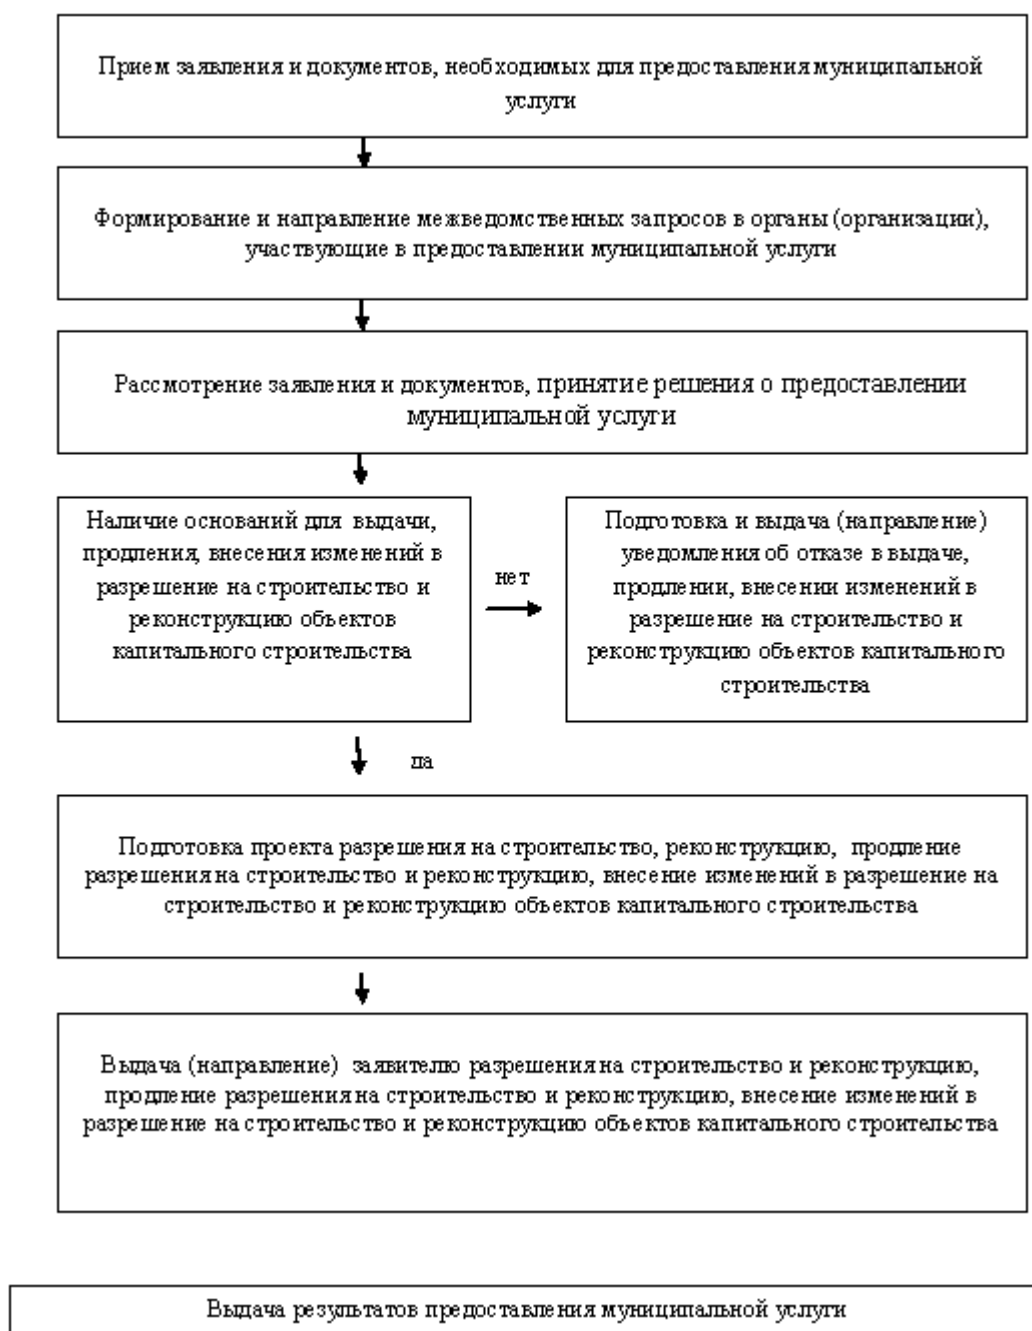 Прием заявления и документов, необходимых для предоставления муниципальной
услуги
Формирование и направление межведомственных запросов в органы (организации),
участвующие в предоставлении муниципальной услуги
Рассмотрение заявления и документов, принятие решения о предоставлении
муниципальной услуги
Наличие оснований для выдачи,
продления, внесения изменений в
разрешение на строительство и
реконструкцию объектов
капитального строительства
нет
Подготовка и выдача (направление)
уведомления об отказе в выдаче,
продлении, внесении изменений в
разрешение на строительство и
реконструкцию объектов капитального
строительства
да
Подготовка проекта разрешения на строительство, реконструкцию, продление
разрешения на строительство и реконструкцию, внесение изменений в разрешение на
строительство и реконструкцию объектов капитального строительства
Выдача (направление) заявителю разрешения на строительство и реконструкцию,
продление разрешения на строительство и реконструкцию, внесение изменений в
разрешение на строительство и реконструкцию объектов капитального строительства
Выдача результатов предоставления муниципальной услуги